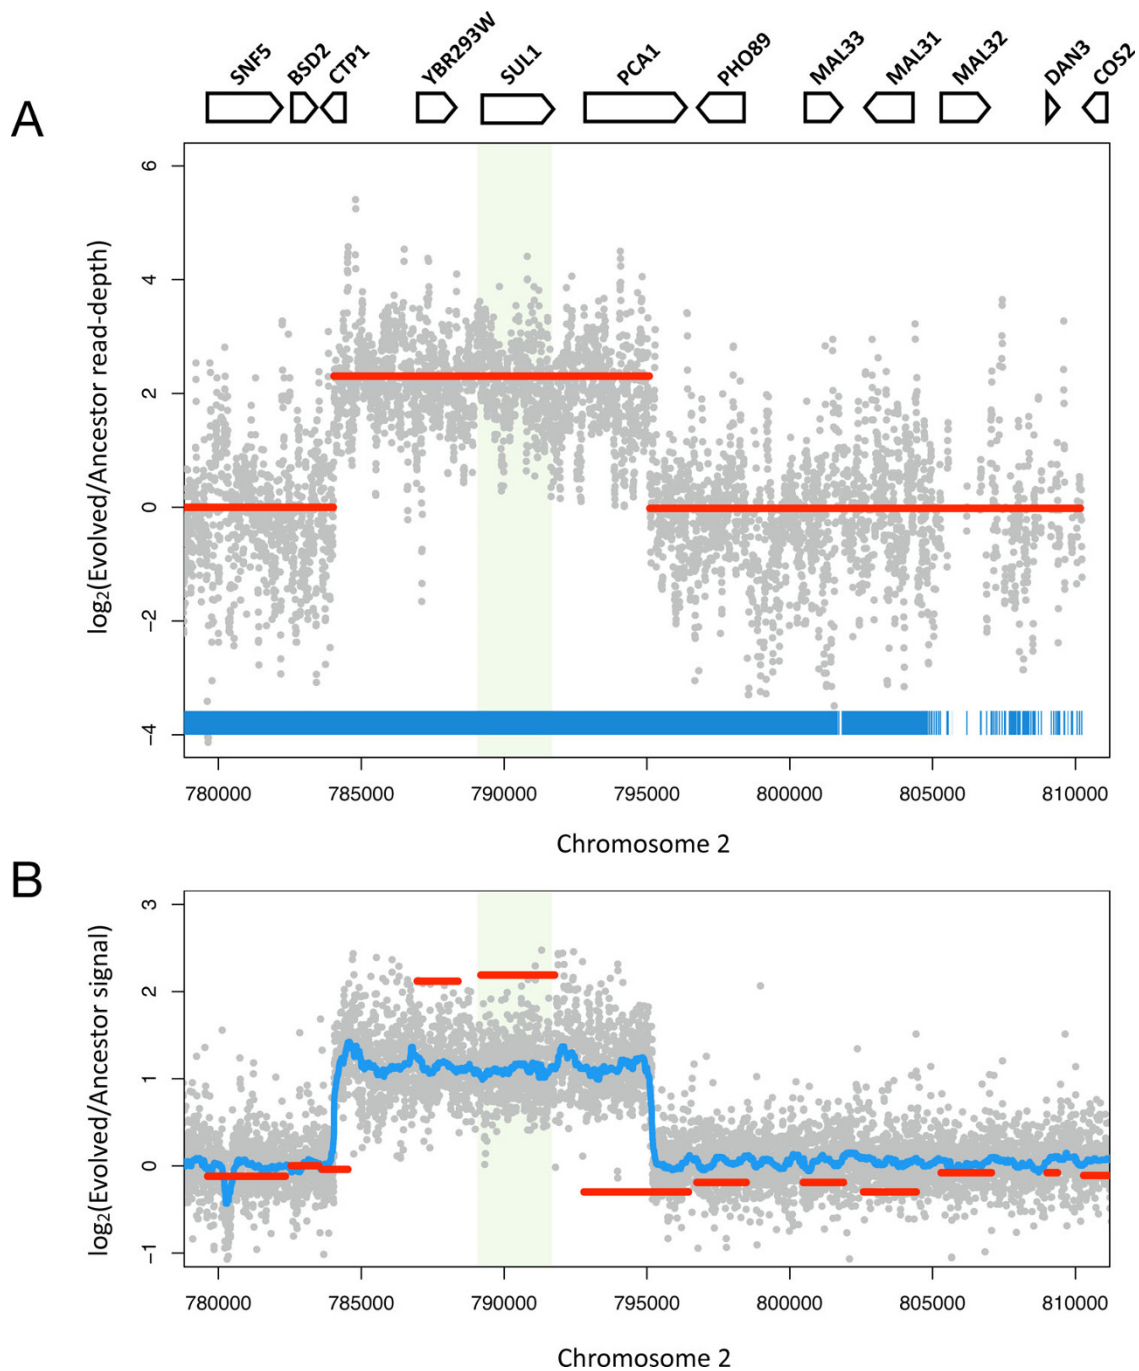 SNF5 BSD2 CTP1 YBR293W SUL1 PCA1 PHO89 MAL33 MAL31 MAL32 DAN3 COS2
A
log2(Evolved/Ancestor read-depth)
6
4
2
0
−2
−4
780000 785000 790000 795000 800000 805000 810000
Chromosome 2
B
log2(Evolved/Ancestor signal)
3
2
1
0
−1
780000 785000 790000 795000 800000 805000 810000
Chromosome 2